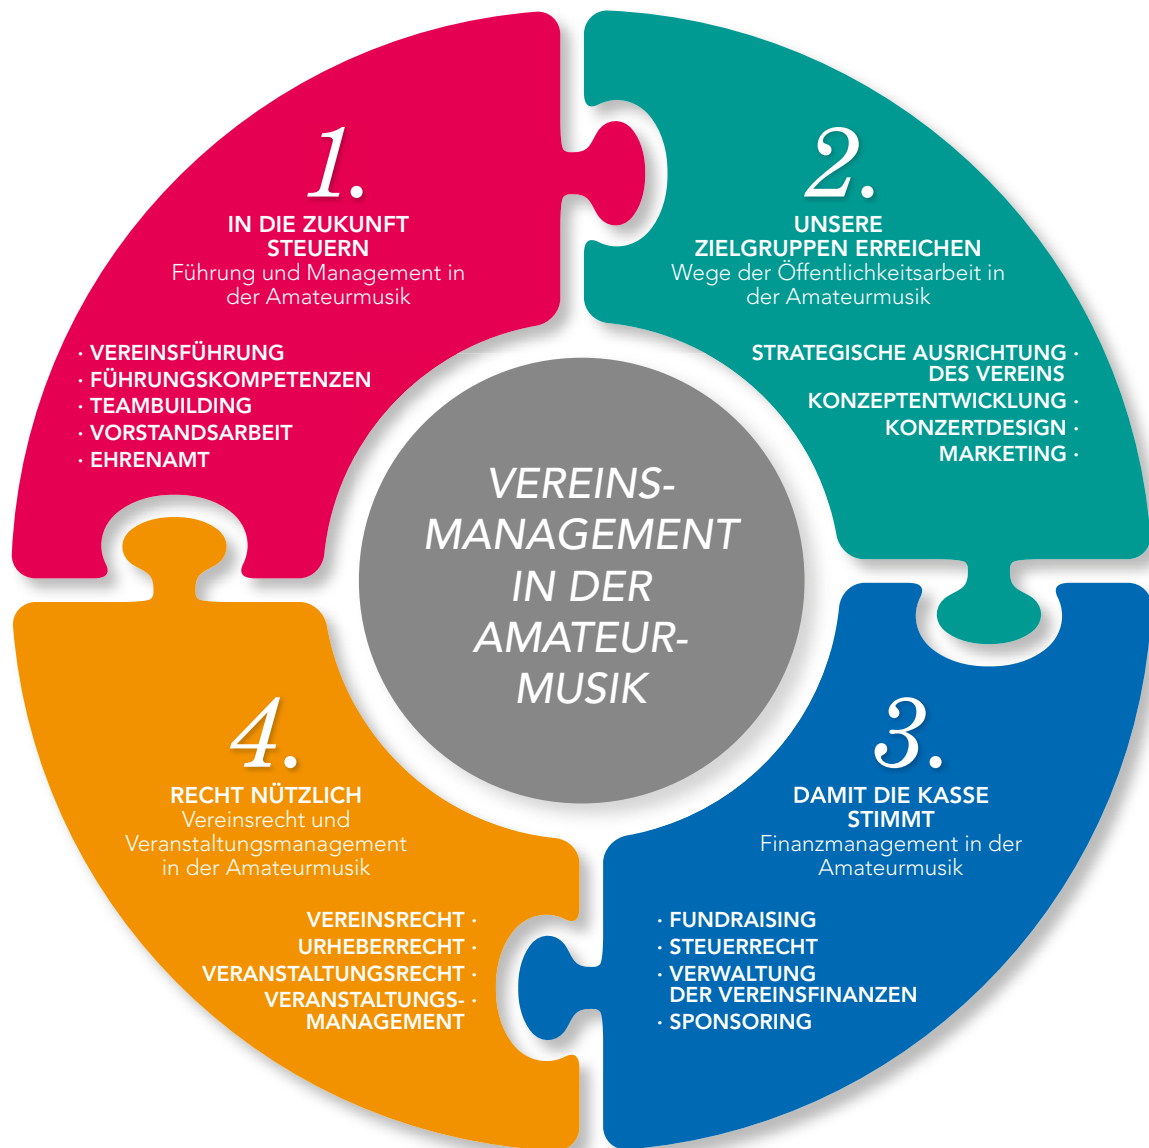 1.
IN DIE ZUKUNFT
STEUERN
Führung und Management in
der Amateurmusik
· VEREINSFÜHRUNG
· FÜHRUNGSKOMPETENZEN
· TEAMBUILDING
· VORSTANDSARBEIT
· EHRENAMT
2.
UNSERE
ZIELGRUPPEN ERREICHEN
Wege der Öffentlichkeitsarbeit in
der Amateurmusik
STRATEGISCHE AUSRICHTUNG ·
DES VEREINS
KONZEPTENTWICKLUNG ·
KONZERTDESIGN ·
MARKETING ·
VEREINS-
MANAGEMENT
IN DER
AMATEUR-
MUSIK
3.
DAMIT DIE KASSE
STIMMT
Finanzmanagement in der
Amateurmusik
· FUNDRAISING
· STEUERRECHT
· VERWALTUNG
DER VEREINSFINANZEN
· SPONSORING
4.
RECHT NÜTZLICH
Vereinsrecht und
Veranstaltungsmanagement
in der Amateurmusik
VEREINSRECHT ·
URHEBERRECHT ·
VERANSTALTUNGSRECHT ·
VERANSTALTUNGS- ·
MANAGEMENT